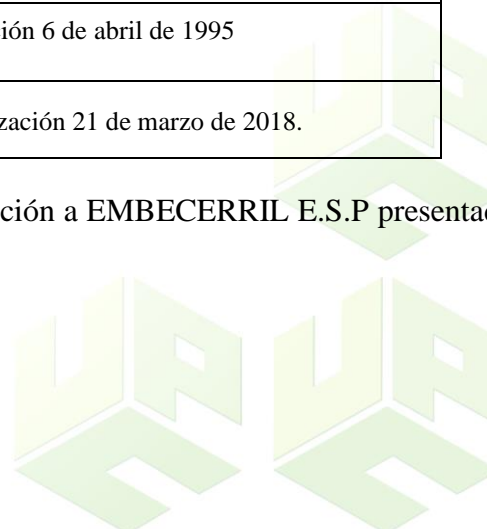 ción 6 de abril de 1995
zación 21 de marzo de 2018.
ción a EMBECERRIL E.S.P presentad